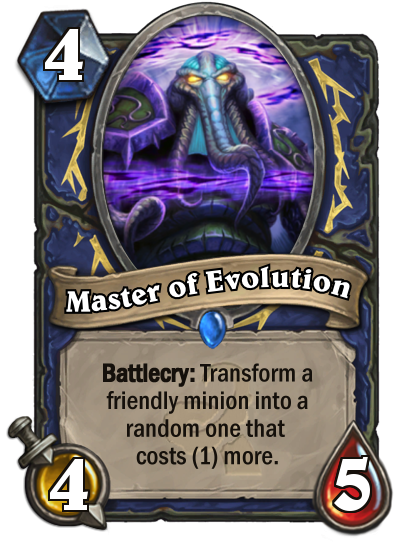 4
Master of Evolution
Battlecry: Transform a
friendly minion into a
random one that
costs (1) more.
4
5